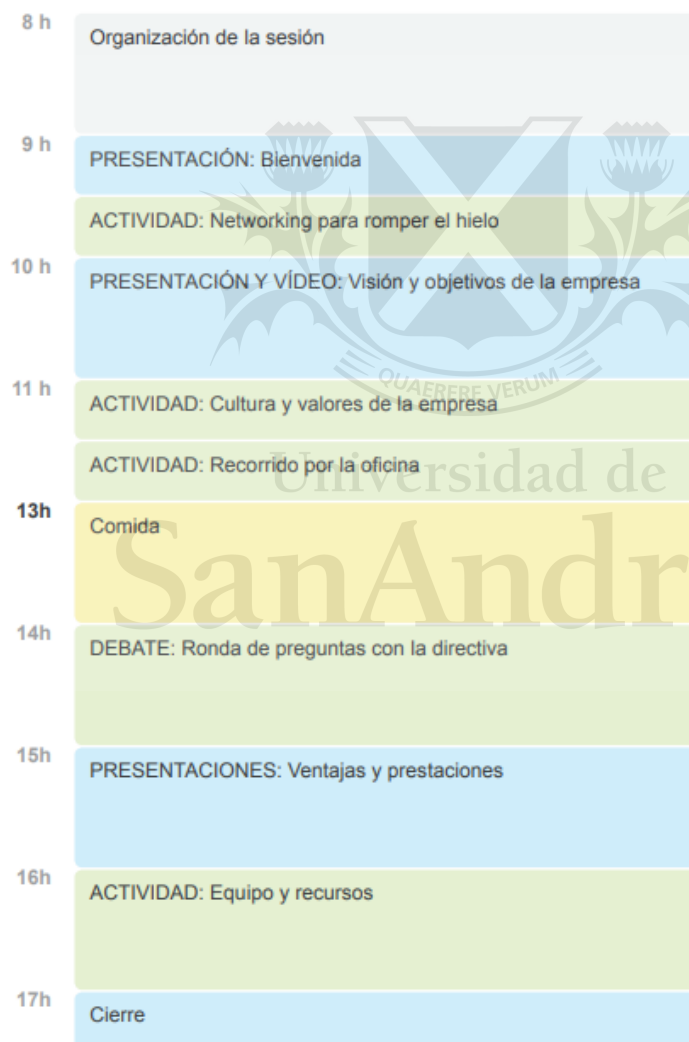 8 h
Organización de la sesión
9 h
PRESENTACIÓN: Bienvenida
ACTIVIDAD: Networking para romper el hielo
10 h
PRESENTACIÓN Y VÍDEO: Visión y objetivos de la empresa
QUAERERE VERUM
11 h
ACTIVIDAD: Cultura y valores de la empresa
ACTIVIDAD: Recorrido por la oficina
Universidad de
13h
Comida
SanAndr
14h
DEBATE: Ronda de preguntas con la directiva
15h
PRESENTACIONES: Ventajas y prestaciones
16h
ACTIVIDAD: Equipo y recursos
17h
Cierre